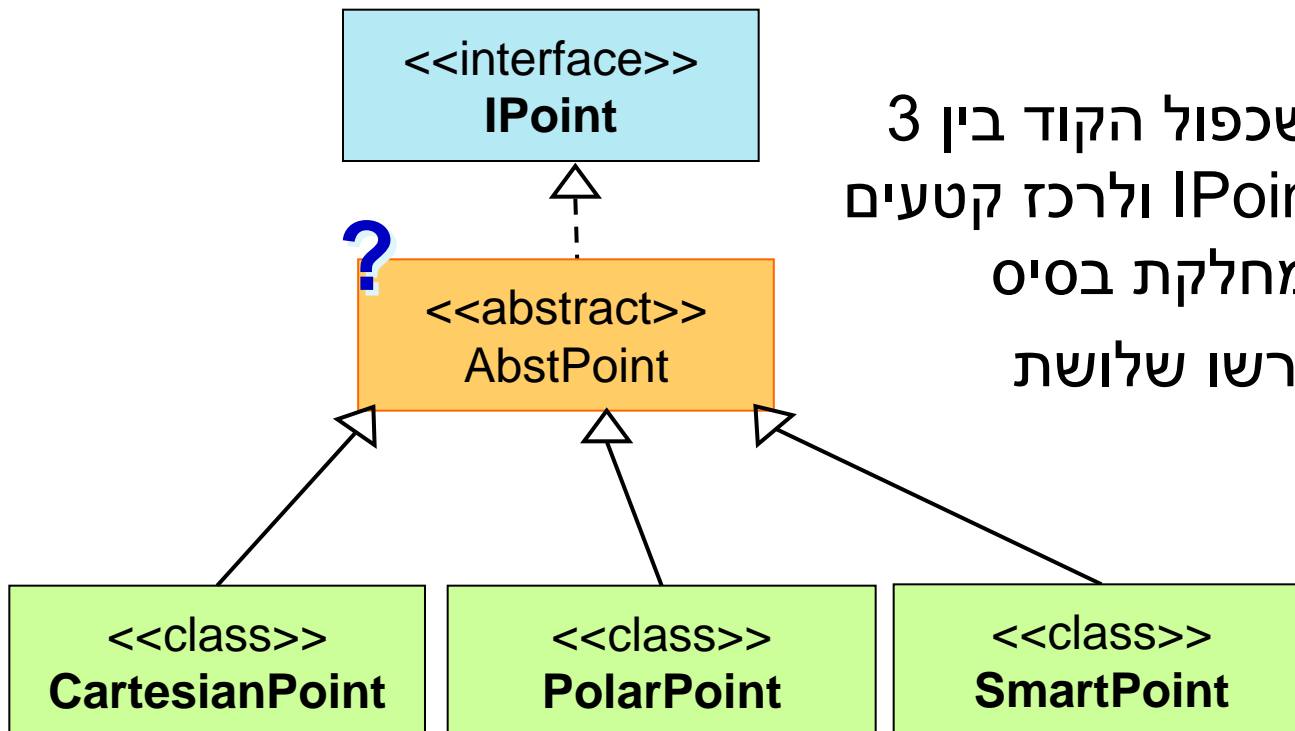 <<interface>>
IPoint
שכפול הקוד בין 3
ולרכז קטעים
מחלקת בסיס
שלושת
?
<<abstract>>
AbstPoint
<<class>>
CartesianPoint
<<class>>
PolarPoint
<<class>>
SmartPoint